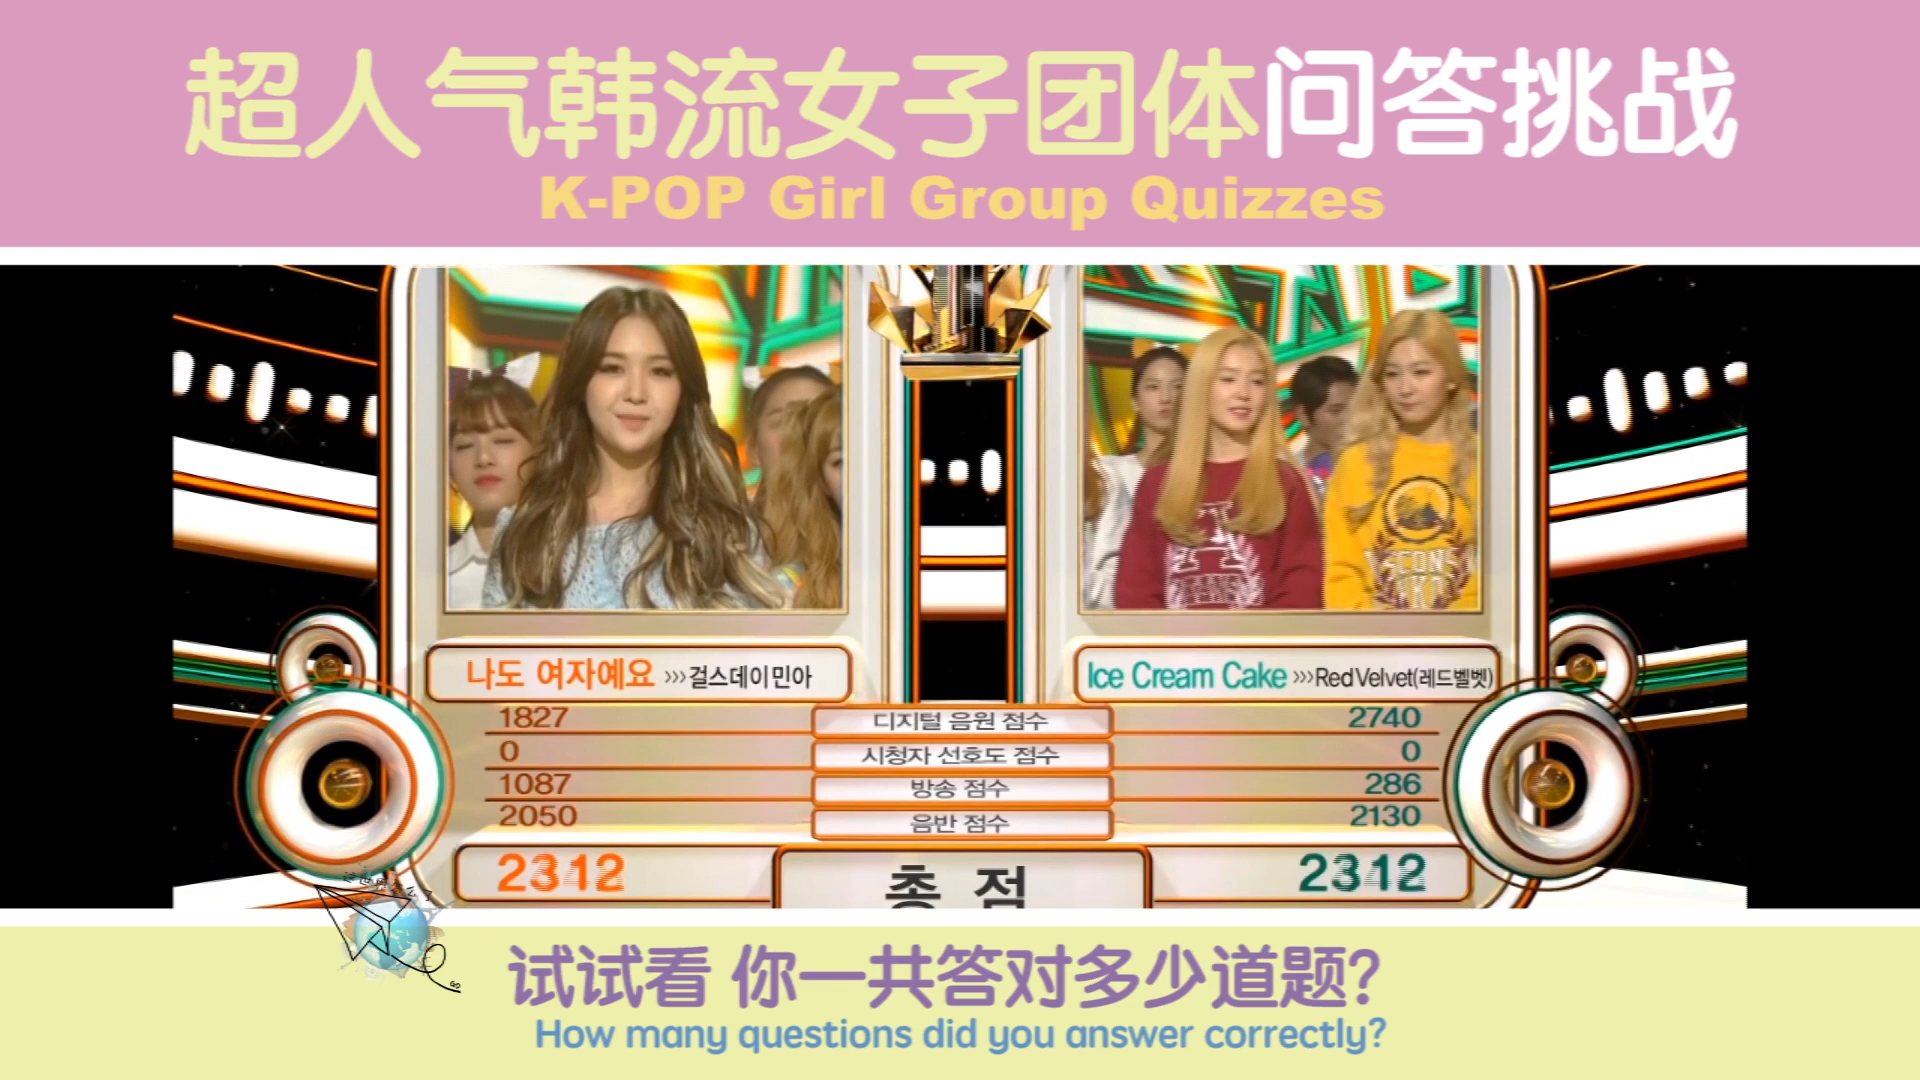 超人气韩流女子团体问答挑战
K-POP Girl Group Quizzes
나도 여자예요 >>>걸스데이민아
Ice Cream Cake >>>Red Velvet(레드벨벳)
1827 디지털 음원 점수 2740
0 시청자 선호도 점수 0
1087 방송 점수 286
2050 음반 점수 2130
2312 총 점 2312
试试看 你一共答对多少道题?
How many questions did you answer correctly?